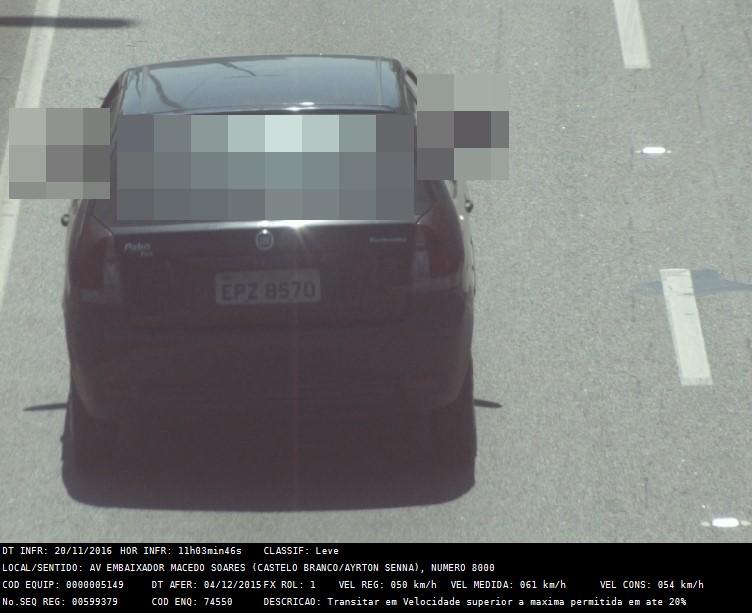 Palio
Economy
EPZ 8570
DT INFR: 20/11/2016 HOR INFR: 11h03min46s CLASSIF: Leve
LOCAL/SENTIDO: AV EMBAIXADOR MACEDO SOARES (CASTELO BRANCO/AYRTON SENNA), NUMERO 8000
COD EQUIP: 0000005149 DT AFER: 04/12/2015 FX ROL: 1 VEL REG: 050 km/h VEL MEDIDA: 061 km/h VEL CONS: 054 km/h
No.SEQ REG: 00599379 COD ENQ: 74550 DESCRICAO: Transitar em Velocidade superior a maxima permitida em ate 20%